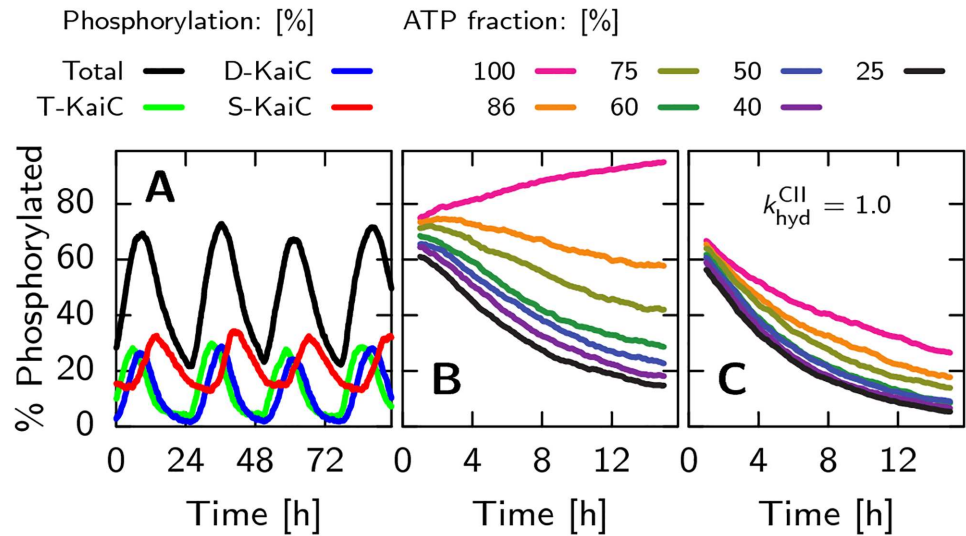 Phosphorylation: [%] ATP fraction: [%]
Total D-KaiC 100 75 50 25
T-KaiC S-KaiC 86 60 40
% Phosphorylated
80
60
40
20
0
A
B
C
k_hyd^CII = 1.0
0 24 48 72 0 4 8 12 0 4 8 12
Time [h] Time [h] Time [h]